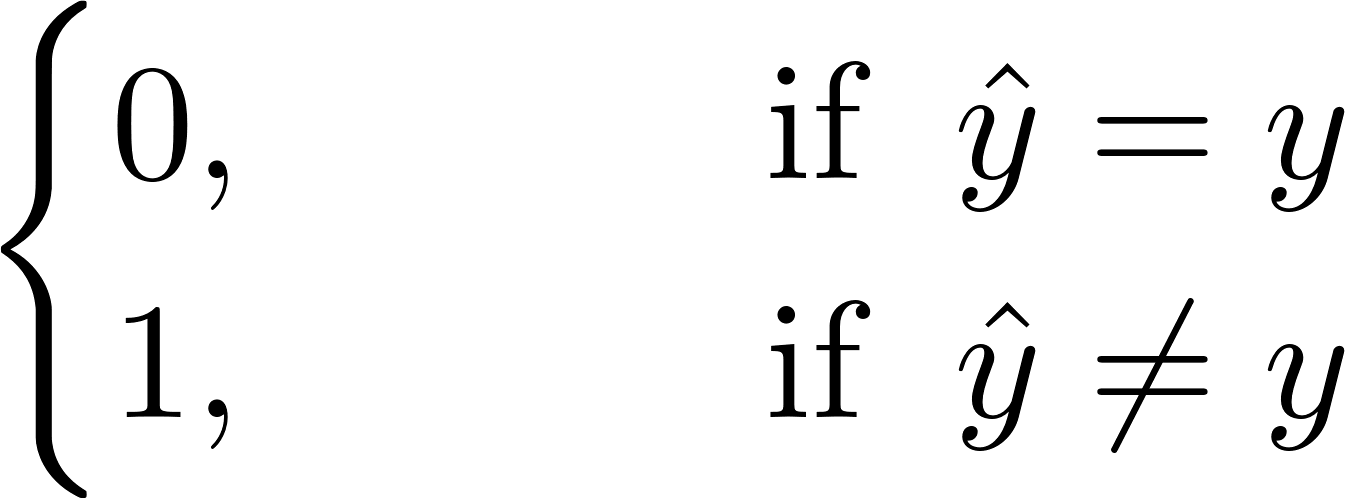 0, if ŷ = y
1, if ŷ ≠ y